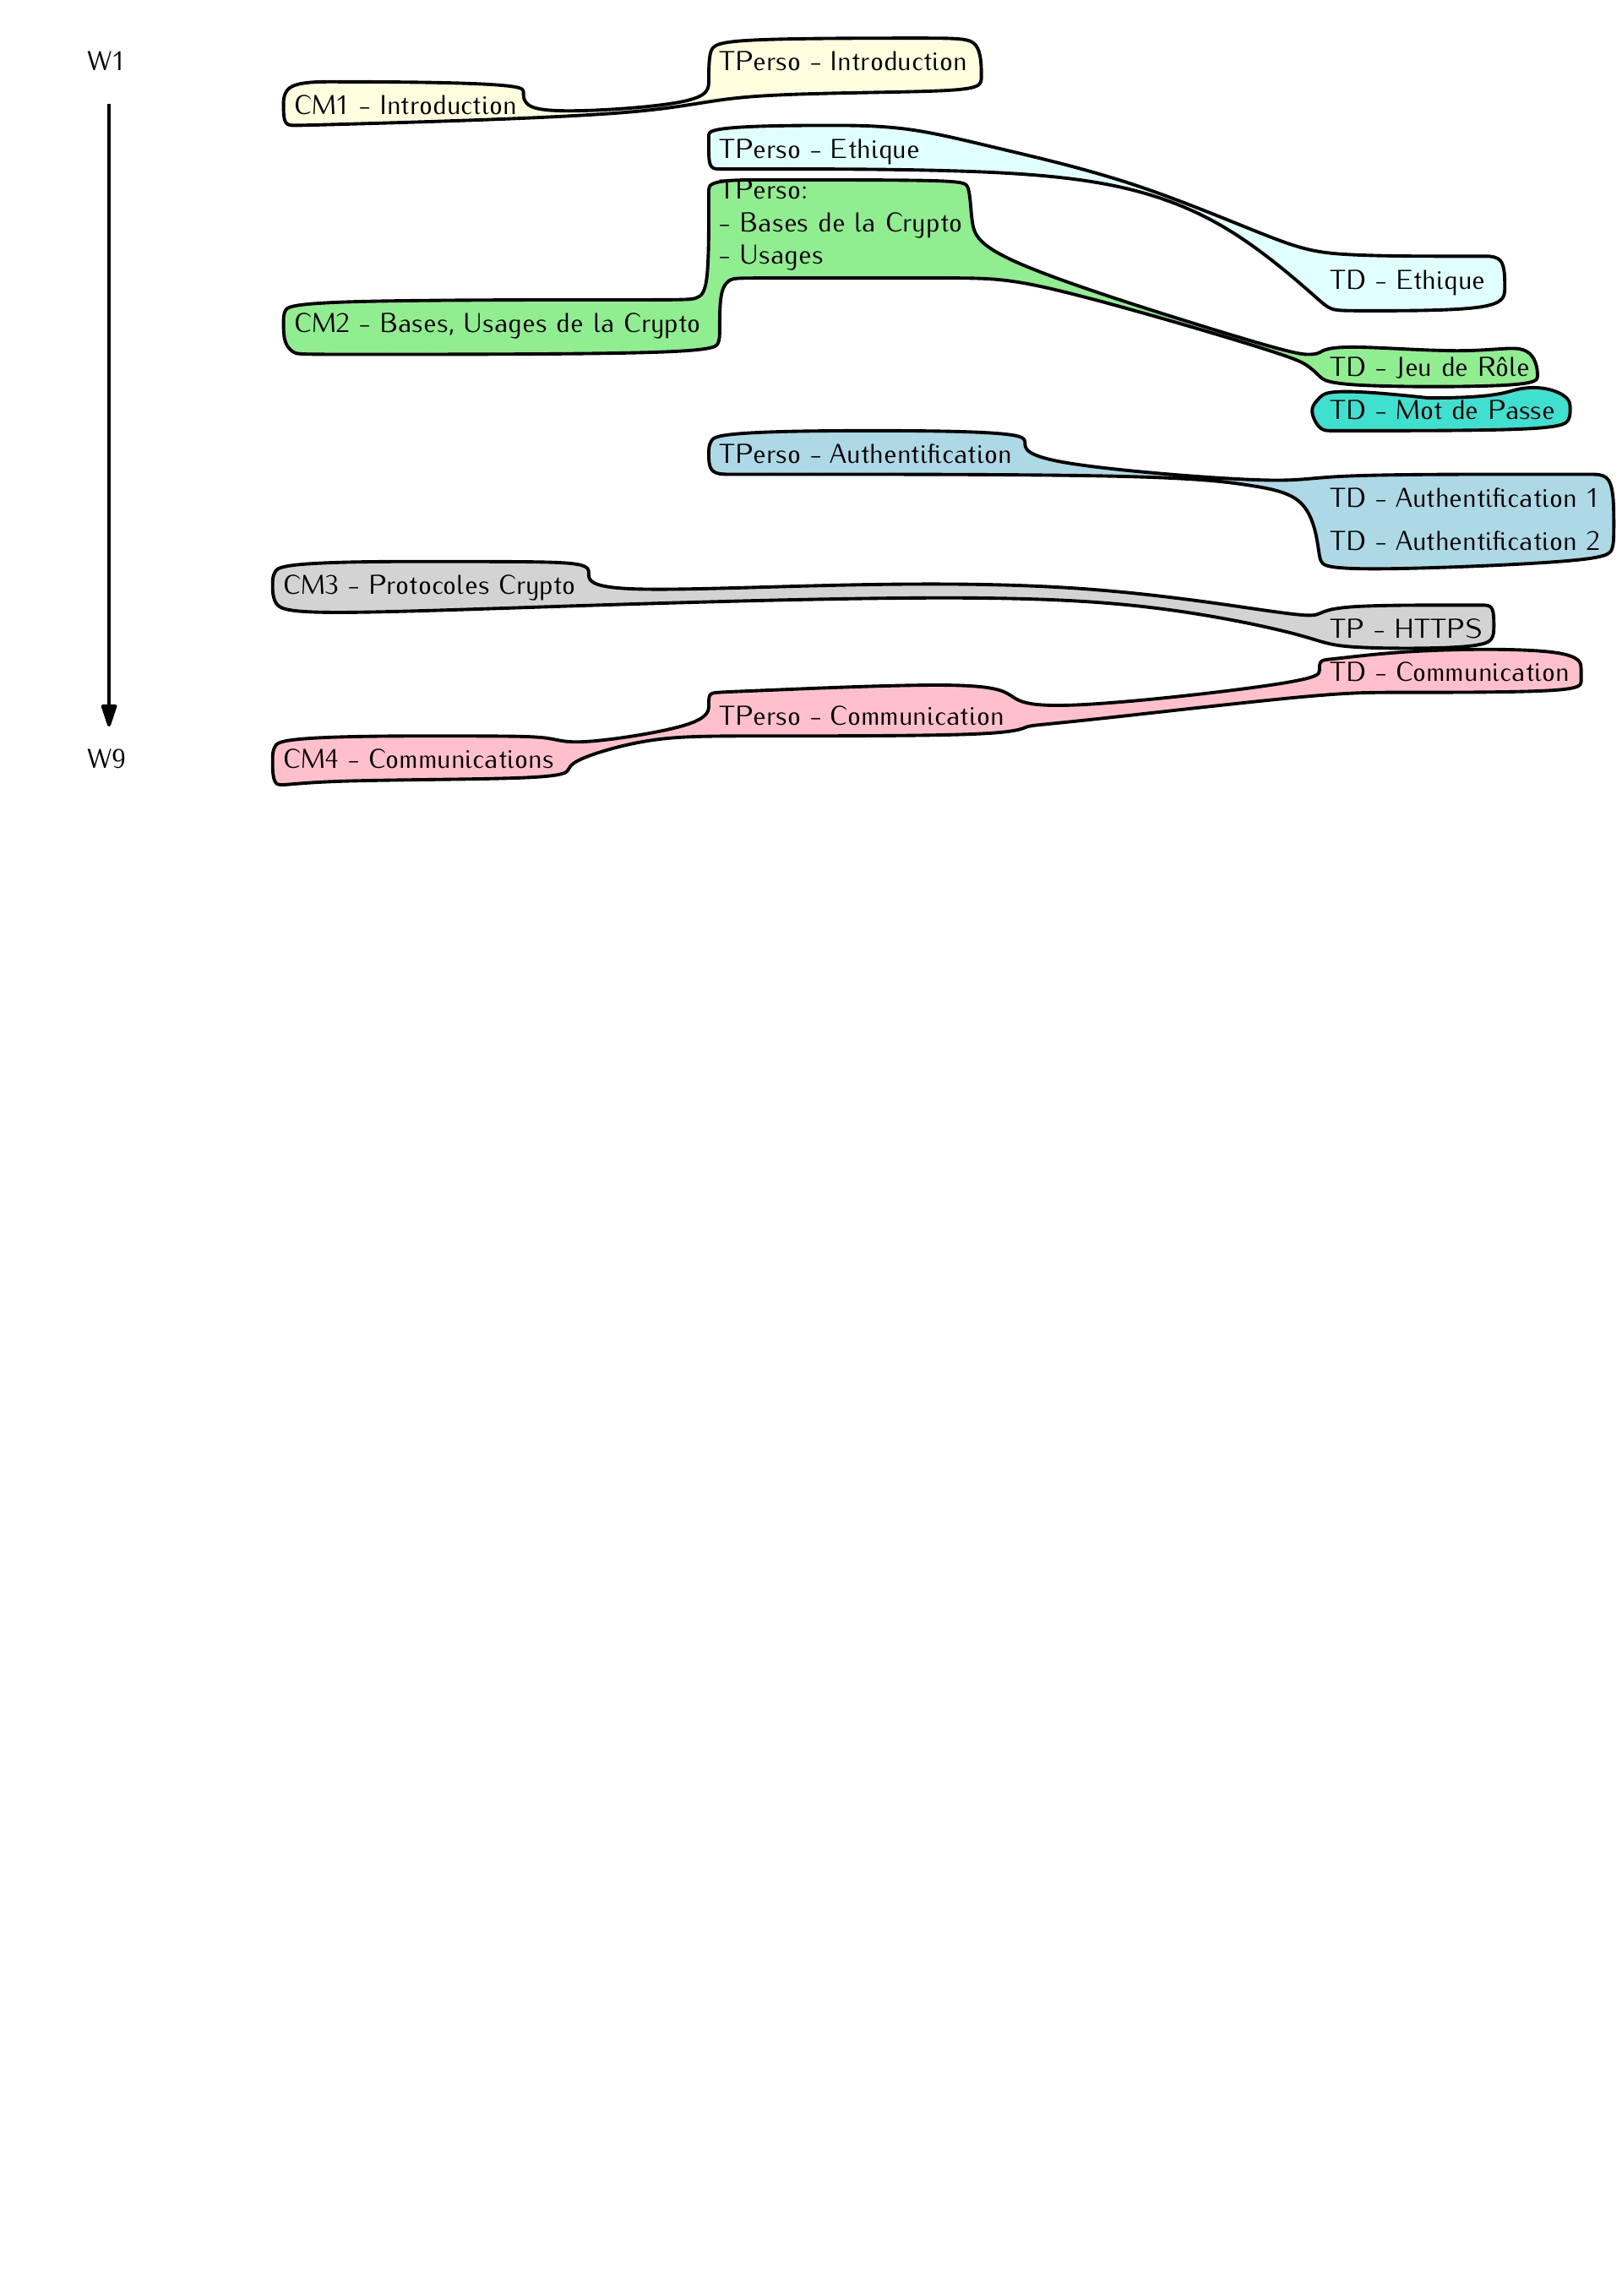 W1
TPerso - Introduction
CM1 - Introduction
TPerso - Ethique
TPerso:
- Bases de la Crypto
- Usages
TD - Ethique
CM2 - Bases, Usages de la Crypto
TD - Jeu de Rôle
TD - Mot de Passe
TPerso - Authentification
TD - Authentification 1
TD - Authentification 2
CM3 - Protocoles Crypto
TP - HTTPS
TD - Communication
TPerso - Communication
W9
CM4 - Communications